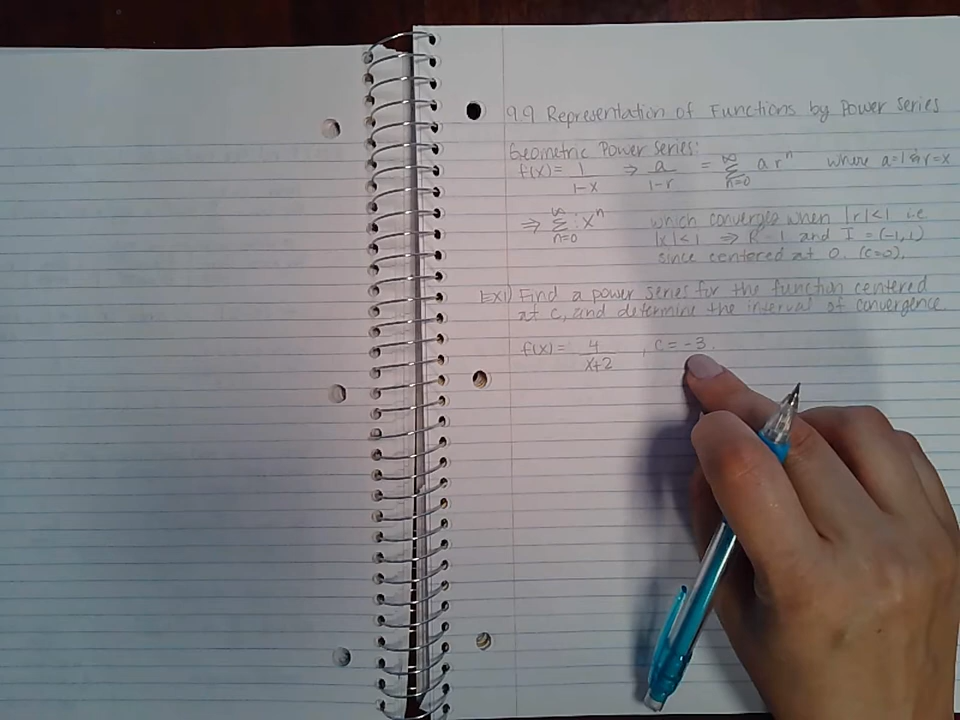 9.9 Representation of Functions by Power Series
Geometric Power Series:
f(x) = 1/(1-x) ⇒ a/(1-r) = ∞∑n=0 ar^n where a=1 & r=x
⇒ ∞∑n=0 x^n which converges when |r|<1 i.e
|x|<1 ⇒ R=1 and I = (-1,1)
since centered at 0. (c=0).
EX1) Find a power series for the function centered
at c, and determine the interval of convergence
f(x) = 4/(x+2) , c = -3.